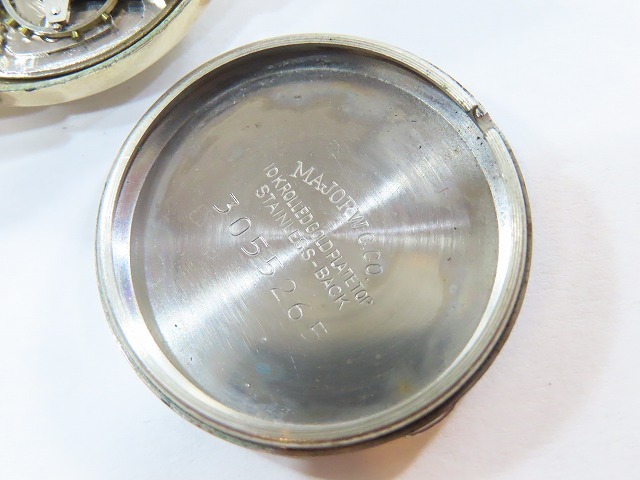 MAJOR W.C.CO
10K ROLLED GOLD PLATE TOP
STAINLESS-BACK
3055265